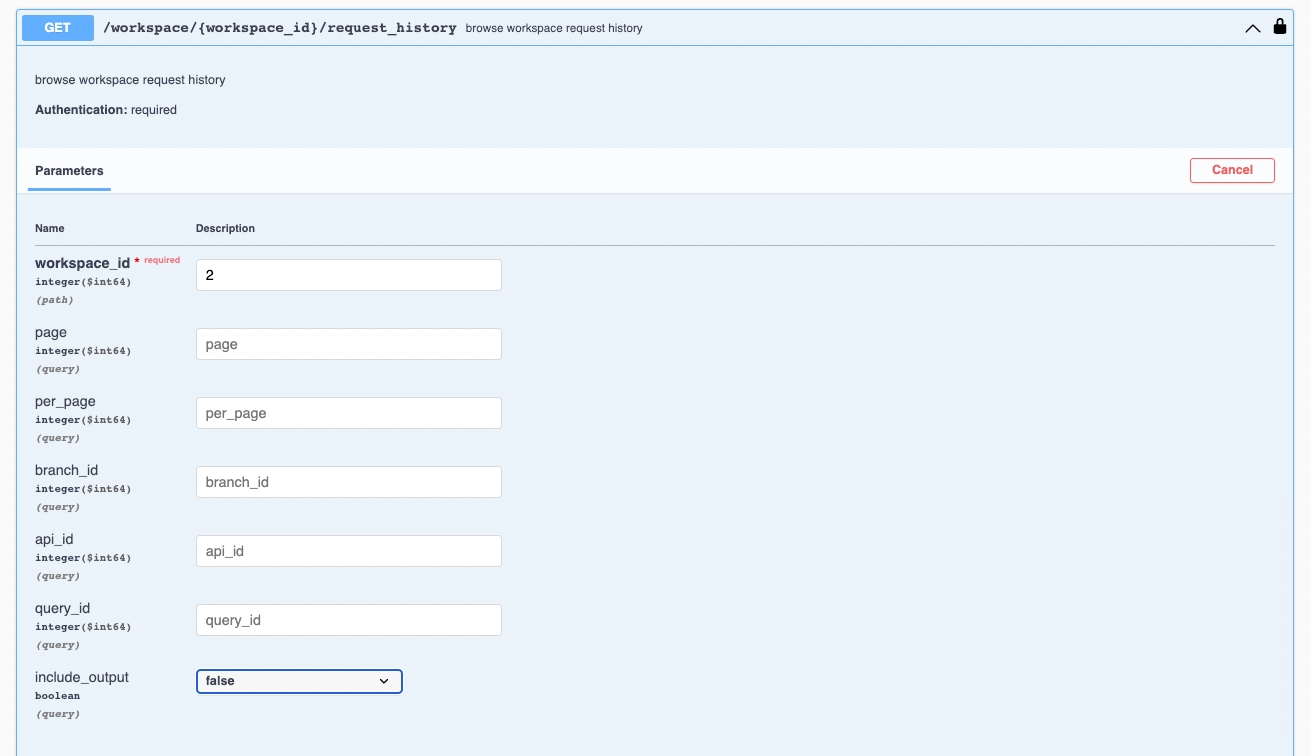 GET /workspace/{workspace_id}/request_history browse workspace request history
browse workspace request history
Authentication: required
Parameters
Cancel
Name Description
workspace_id * required
integer($int64)
(path)
2
page
integer($int64)
(query)
page
per_page
integer($int64)
(query)
per_page
branch_id
integer($int64)
(query)
branch_id
api_id
integer($int64)
(query)
api_id
query_id
integer($int64)
(query)
query_id
include_output
boolean
(query)
false